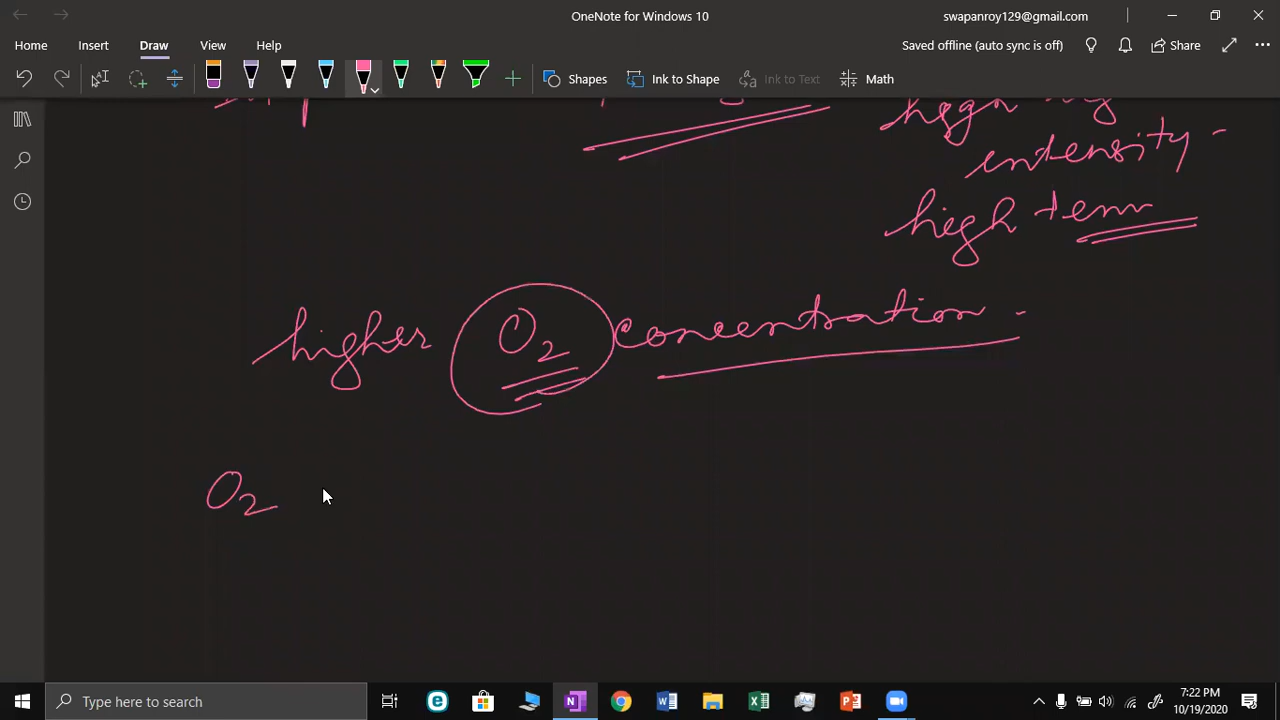 OneNote for Windows 10
swapanroy129@gmail.com
Home Insert Draw View Help
Saved offline (auto sync is off)
Share
Shapes Ink to Shape Ink to Text Math
intensity -
high tem
higher O2 concentration -
O2
Type here to search
7:22 PM
10/19/2020